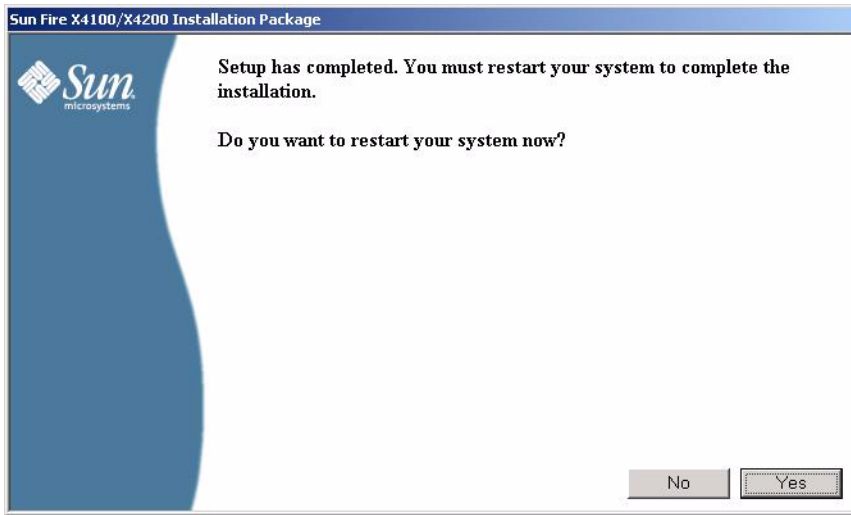 Sun Fire X4100/X4200 Installation Package
Sun
microsystems
Setup has completed. You must restart your system to complete the
installation.
Do you want to restart your system now?
No
Yes